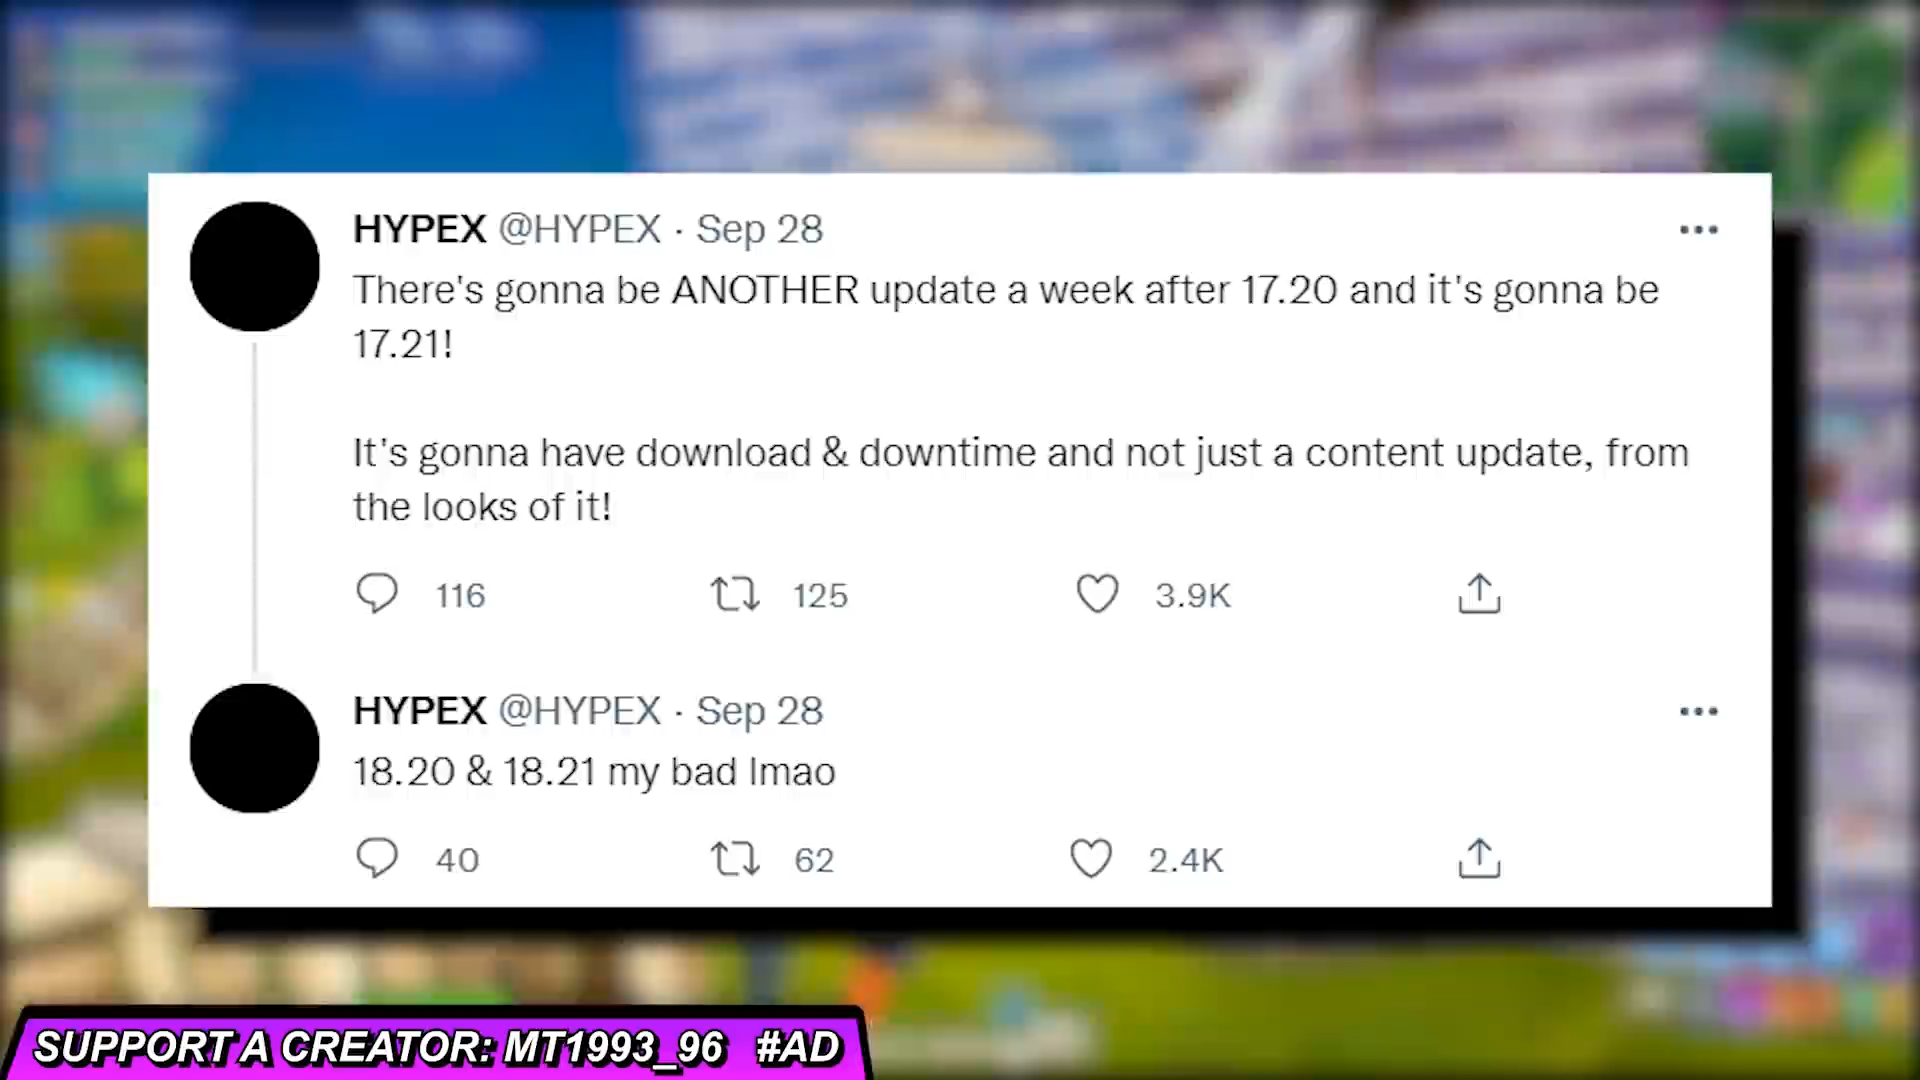 HYPEX @HYPEX · Sep 28
There's gonna be ANOTHER update a week after 17.20 and it's gonna be
17.21!
It's gonna have download & downtime and not just a content update, from
the looks of it!
116 125 3.9K
HYPEX @HYPEX · Sep 28
18.20 & 18.21 my bad lmao
40 62 2.4K
SUPPORT A CREATOR: MT1993_96 #AD